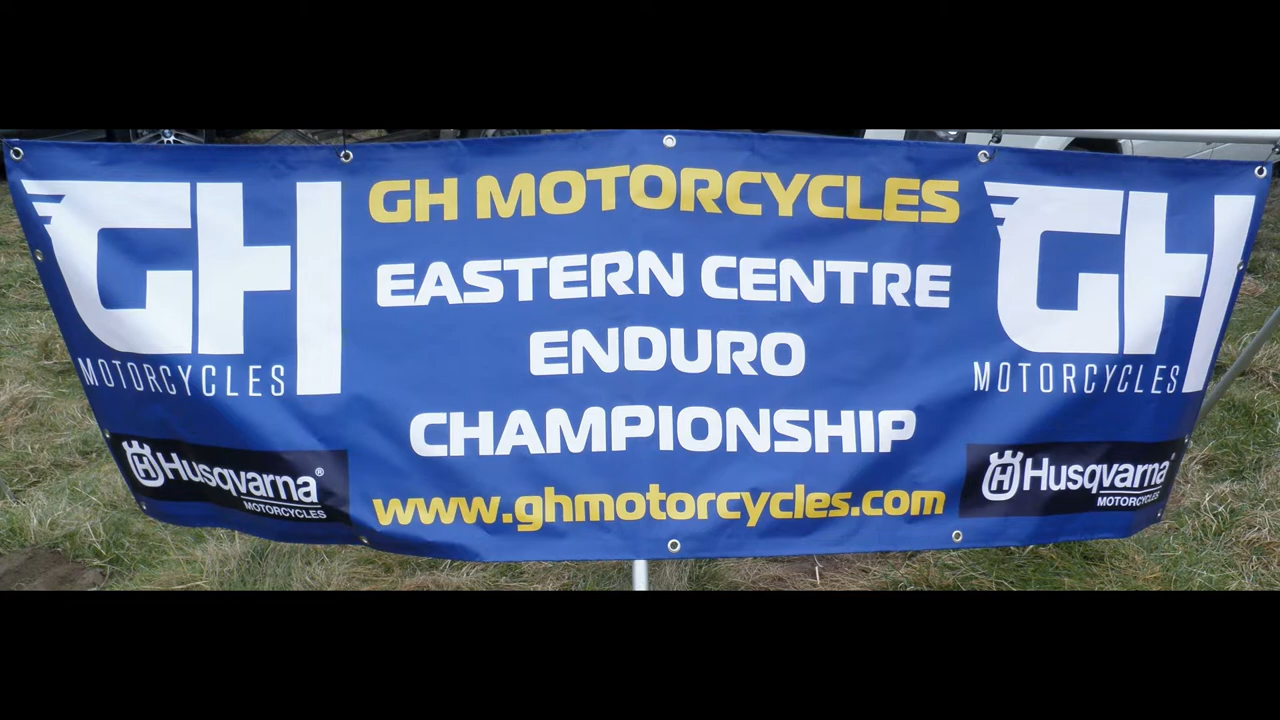 GH
MOTORCYCLES
Husqvarna®
MOTORCYCLES
GH MOTORCYCLES
EASTERN CENTRE
ENDURO
CHAMPIONSHIP
www.ghmotorcycles.com
GH
MOTORCYCLES
Husqvarna®
MOTORCYCLES